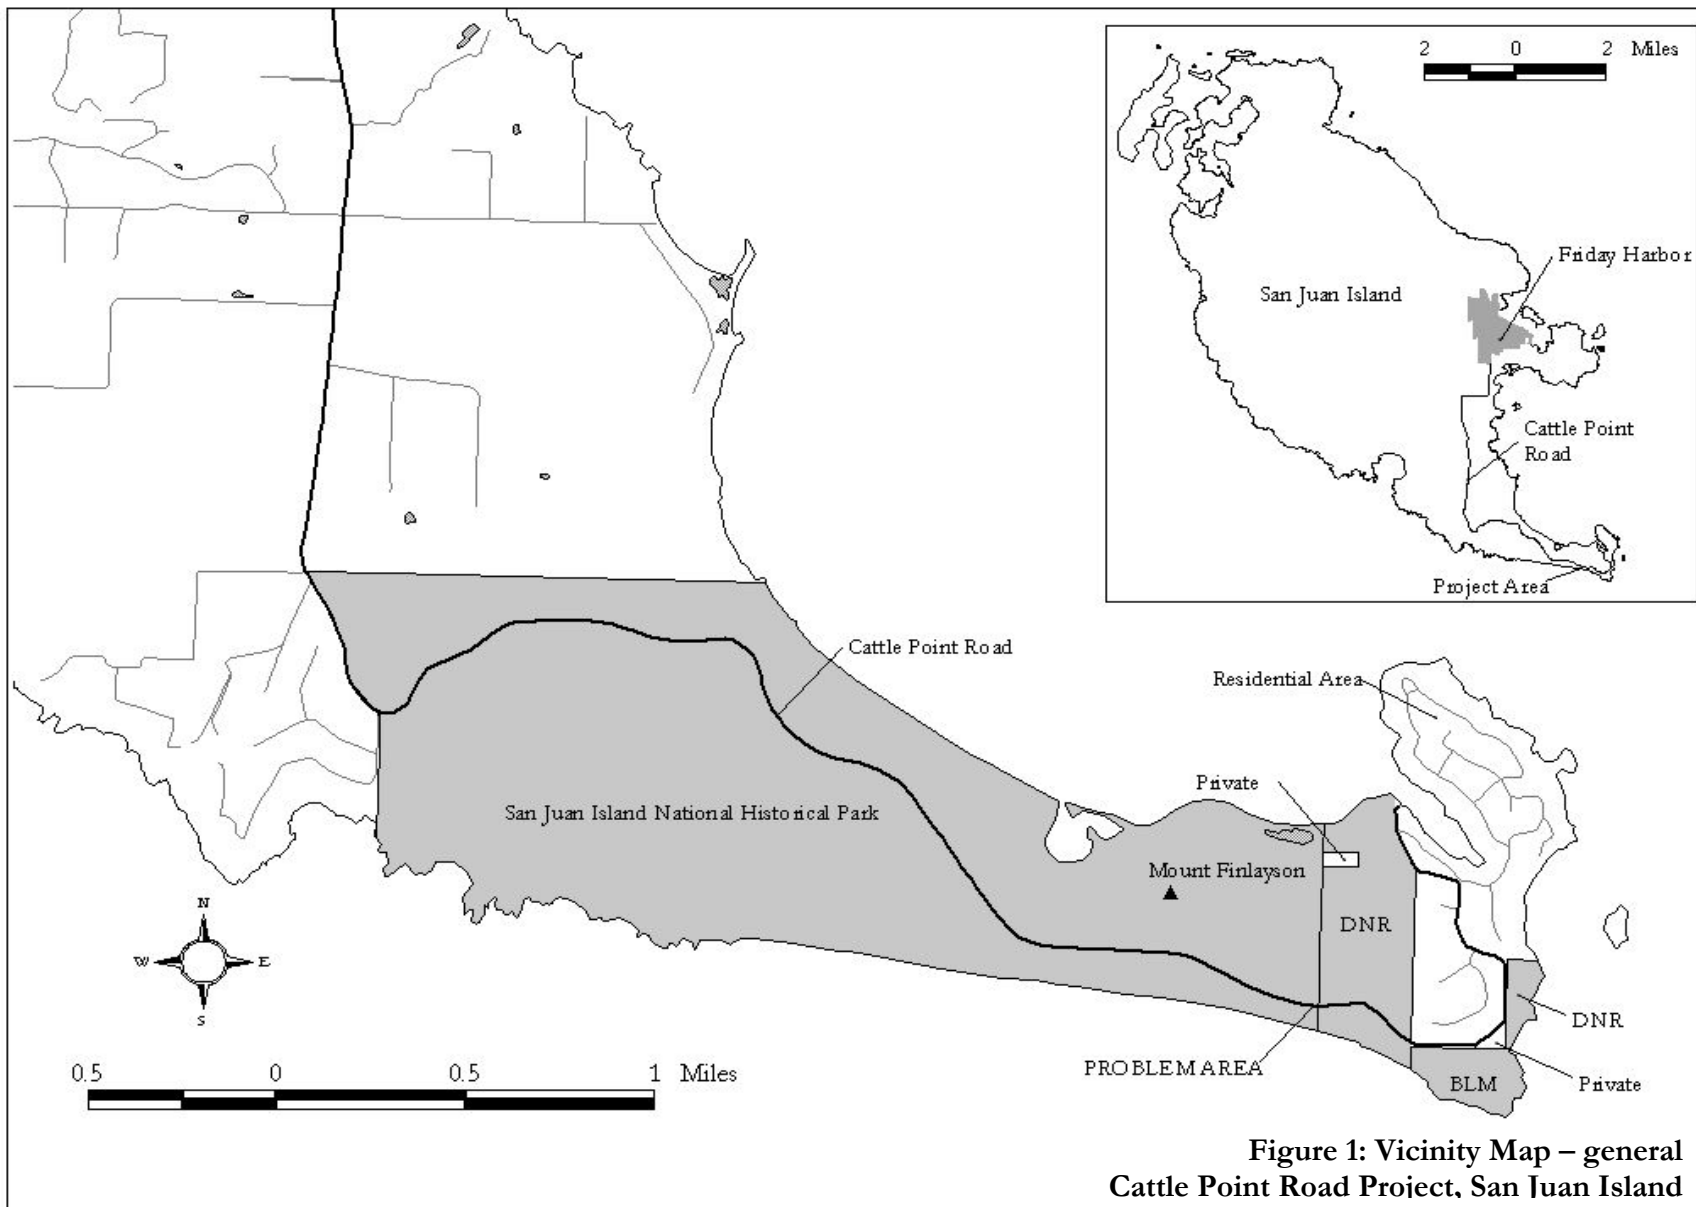 2 0 2 Miles
Friday Harbor
San Juan Island
Cattle Point
Road
Project Area
Cattle Point Road
Residential Area
Private
San Juan Island National Historical Park
Mount Finlayson
DNR
N
W E
S
DNR
PROBLEM AREA
0.5 0 0.5 1 Miles
BLM
Private
Figure 1: Vicinity Map – general
Cattle Point Road Project, San Juan Island